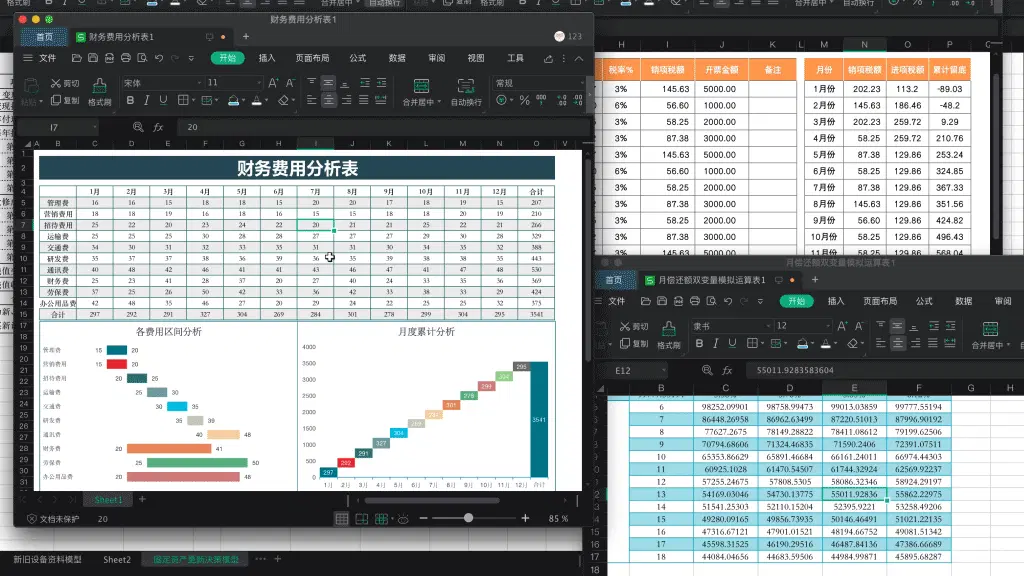 财务费用分析表1
首页
财务费用分析表1
123
文件
开始
插入
页面布局
公式
数据
审阅
视图
工具
粘贴
剪切
复制
格式刷
宋体
11
合并居中
自动换行
常规
I7
fx
20
A B C D E F G H I J K L M N O V
财务费用分析表
1月 2月 3月 4月 5月 6月 7月 8月 9月 10月 11月 12月 合计
管理费 16 16 15 18 18 15 20 20 17 18 19 15 207
营销费用 18 18 19 16 18 16 15 15 18 18 20 19 210
招待费用 25 22 20 23 24 22 20 21 21 25 22 21 266
运输费 28 28 27 27 27 29 30 28 329
交通费 34 30 31 32 33 35 31 31 30 34 35 32 388
研发费 35 37 37 38 36 39 36 35 39 38 38 35 443
通讯费 40 48 42 46 41 41 43 46 47 41 47 48 530
财务费 25 23 41 28 37 20 27 24 33 35 36 369
劳保费 37 25 26 50 42 33 36 42 33 38 33 29 424
办公用品费 42 48 35 46 27 20 29 24 22 25 25 32 375
合计 297 292 291 327 304 269 284 301 278 299 304 295 3541
各费用区间分析
管理费 15 20
营销费 15 20
招待费用 20 25
运输费 25 30
交通费 30 35
研发费 35 39
通讯费 40 48
财务费 20 41
劳保费 25 50
办公用品费 20 48
月度累计分析
4000
3500
3000
2500
2000
1500
1000
500
0
297 292 291 327 304 269 284 301 278 299 304 295 3541
1月 2月 3月 4月 5月 6月 7月 8月 9月 10月 11月 12月 合计
Sheet1
文档未保护
20
85 %
新旧设备资料模型
Sheet2
固定资产更新决策模型
H I J K L M N O P
税率% 销项税额 开票金额 备注
3% 145.63 5000.00
6% 56.60 1000.00
3% 58.25 2000.00
3% 87.38 3000.00
3% 145.63 5000.00
6% 56.60 1000.00
3% 58.25 2000.00
3% 87.38 3000.00
3% 58.25 2000.00
3% 87.38 3000.00
3% 145.63 5000.00
月份 销项税额 进项税额 累计留底
1月份 202.23 113.2 -89.03
2月份 145.63 186.46 -48.2
3月份 202.23 259.72 9.29
4月份 58.25 259.72 210.76
5月份 87.38 129.86 253.24
6月份 58.25 129.86 324.85
7月份 87.38 129.86 367.33
8月份 145.63 129.86 351.56
9月份 56.60 129.86 424.82
10月份 58.25 129.86 496.43
11月份 58.25 129.86 568.04
月偿还额双变量模拟运算表1
首页
月偿还额双变量模拟运算表1
文件
开始
插入
页面布局
公式
数据
审阅
剪切
复制
格式刷
隶书
12
合并居中
E12
fx
55011.9283583604
B C D E F G H
6 98252.09901 98758.99473 99013.03859 99777.55194
7 86448.26958 86962.63499 87220.51013 87996.90192
8 77627.2675 78149.28822 78411.08612 79199.62506
9 70794.68606 71324.46835 71590.2406 72391.07511
10 65353.86629 65891.46684 66161.24011 66974.44303
11 60925.1028 61470.54507 61744.32924 62569.92237
12 57255.24675 57808.5305 58086.32346 58924.29197
13 54169.03046 54730.13775 55011.92836 55862.22975
14 51541.25303 52110.15204 52395.9221 53258.49206
15 49280.09165 49856.73935 50146.46491 51021.22135
16 47316.67121 47901.01521 48194.66752 49081.51342
17 45598.31525 46190.29516 46487.84136 47386.66689
18 44084.04656 44683.59506 44984.99871 45895.68287